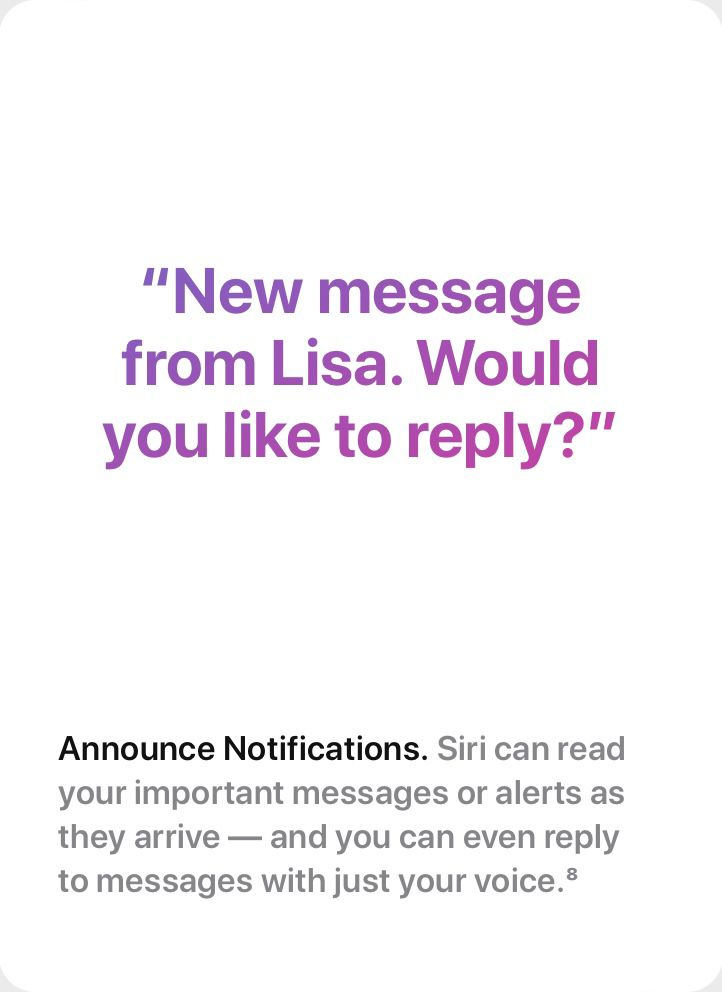 “New message
from Lisa. Would
you like to reply?”
Announce Notifications. Siri can read
your important messages or alerts as
they arrive — and you can even reply
to messages with just your voice.⁸